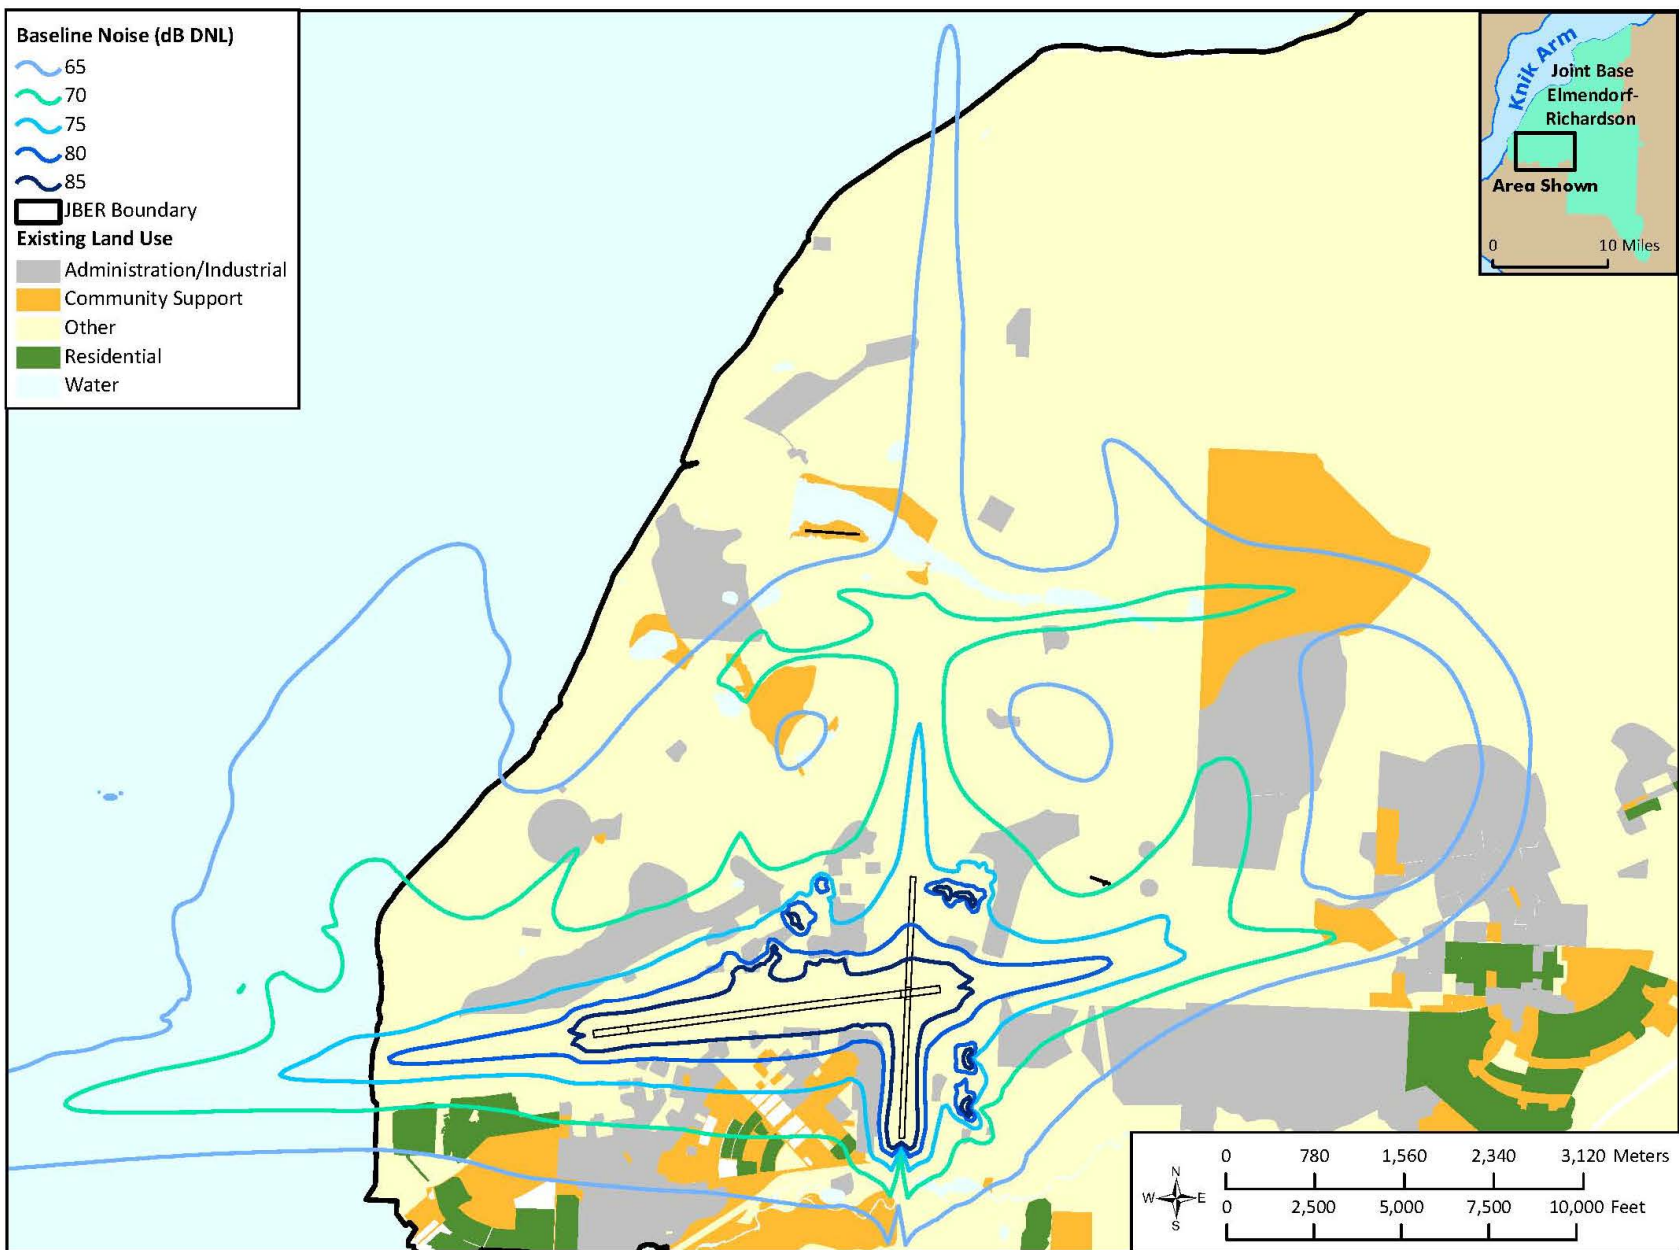 Baseline Noise (dB DNL)
65
70
75
80
85
JBER Boundary
Existing Land Use
Administration/Industrial
Community Support
Other
Residential
Water
Knik Arm
Joint Base
Elmendorf-
Richardson
Area Shown
0 10 Miles
N
W E
S
0 780 1,560 2,340 3,120 Meters
0 2,500 5,000 7,500 10,000 Feet